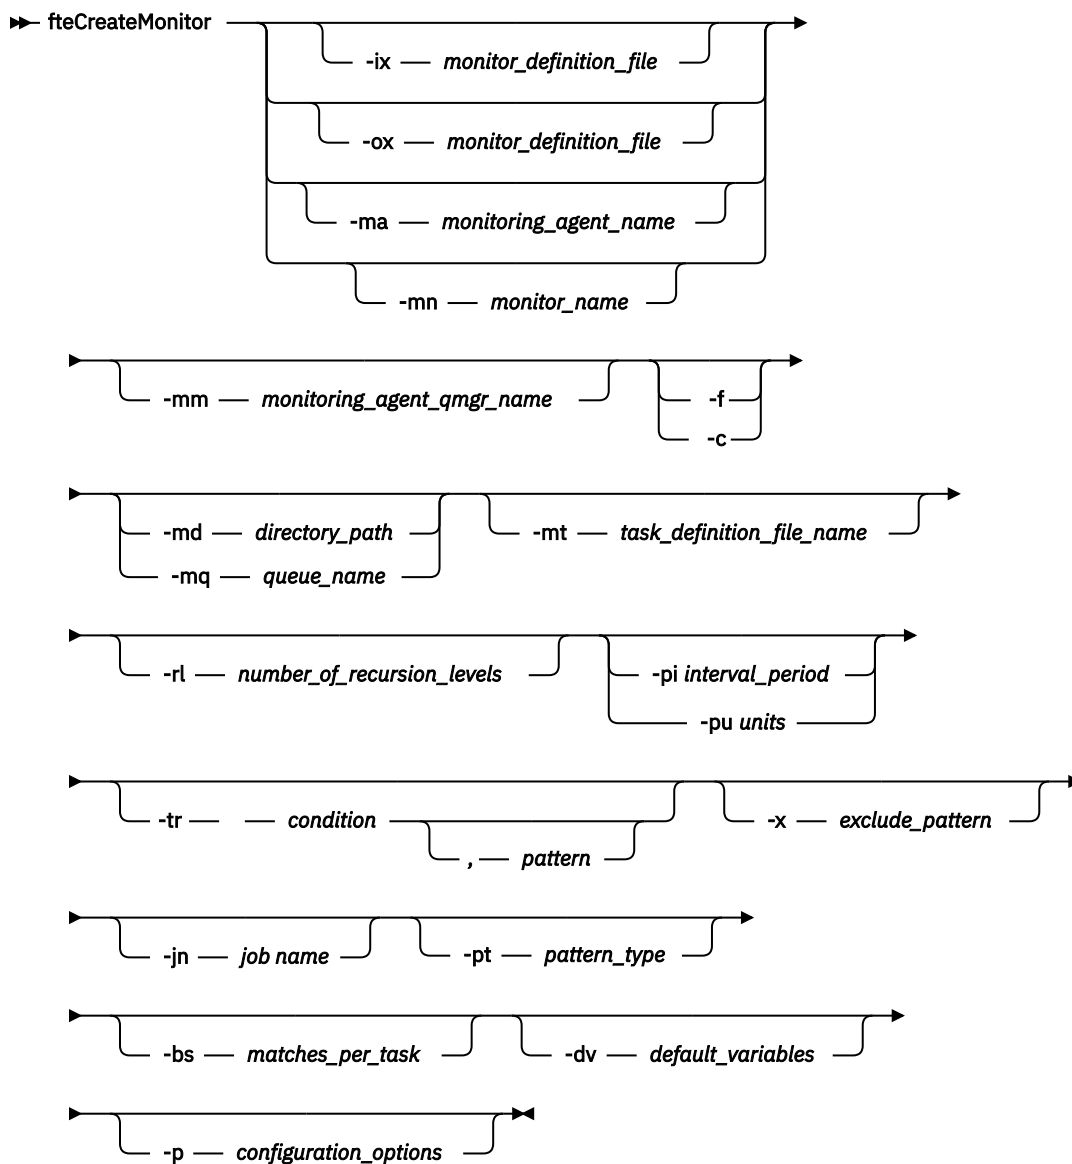 fteCreateMonitor
-ix monitor_definition_file
-ox monitor_definition_file
-ma monitoring_agent_name
-mn monitor_name
-mm monitoring_agent_qmgr_name -f
-c
-md directory_path -mt task_definition_file_name
-mq queue_name
-rl number_of_recursion_levels -pi interval_period
-pu units
-tr condition -x exclude_pattern
, pattern
-jn job name -pt pattern_type
-bs matches_per_task -dv default_variables
-p configuration_options